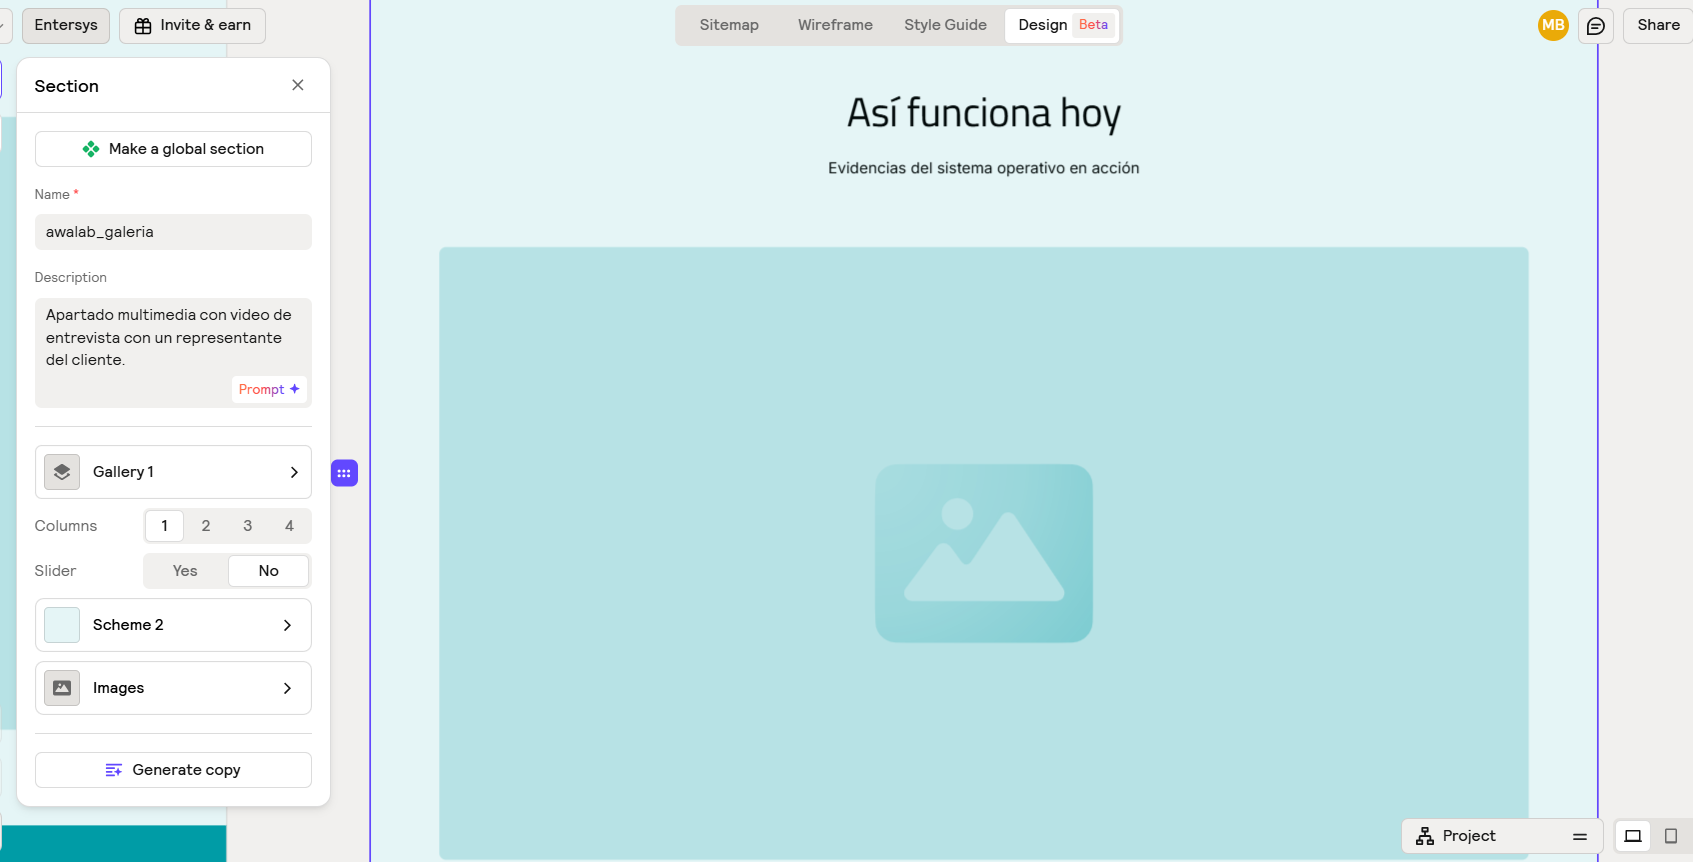 Entersys
Invite & earn
Sitemap
Wireframe
Style Guide
Design
Beta
MB
Share
Section
Make a global section
Name *
awalab_galeria
Description
Apartado multimedia con video de
entrevista con un representante
del cliente.
Prompt
Gallery 1
Columns
1
2
3
4
Slider
Yes
No
Scheme 2
Images
Generate copy
Así funciona hoy
Evidencias del sistema operativo en acción
Project